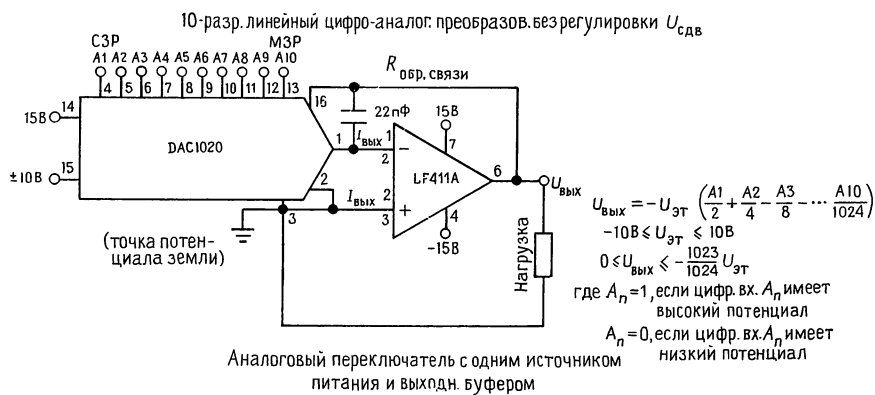 10-разр. линейный цифро-аналог. преобразов. без регулировки U сдв
СЗР МЗР
A1 A2 A3 A4 A5 A6 A7 A8 A9 A10
4 5 6 7 8 9 10 11 12 13
R обр. связи
16
22пФ
15В 14
15В
DAC1020
1 Iвых 1
2
−
7
LF411A
6
Uвых
±10В 15
2
3
Iвых 2
3
+
4
−15В
(точка потен-
циала земли)
Нагрузка
Uвых = −Uэт (A1/2 + A2/4 − A3/8 − ··· A10/1024)
−10В ≤ Uэт ≤ 10В
0 ≤ Uвых ≤ −1023/1024 Uэт
где An=1, если цифр. вх. An имеет
высокий потенциал
An=0, если цифр. вх. An имеет
низкий потенциал
Аналоговый переключатель с одним источником
питания и выходн. буфером